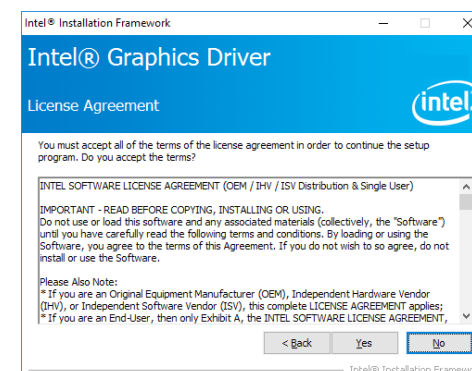 Intel® Installation Framework
Intel® Graphics Driver
License Agreement
intel
You must accept all of the terms of the license agreement in order to continue the setup
program. Do you accept the terms?
INTEL SOFTWARE LICENSE AGREEMENT (OEM / IHV / ISV Distribution & Single User)
IMPORTANT - READ BEFORE COPYING, INSTALLING OR USING.
Do not use or load this software and any associated materials (collectively, the "Software")
until you have carefully read the following terms and conditions. By loading or using the
Software, you agree to the terms of this Agreement. If you do not wish to so agree, do not
install or use the Software.
Please Also Note:
* If you are an Original Equipment Manufacturer (OEM), Independent Hardware Vendor
(IHV), or Independent Software Vendor (ISV), this complete LICENSE AGREEMENT applies;
* If you are an End-User, then only Exhibit A, the INTEL SOFTWARE LICENSE AGREEMENT,
< Back Yes No
Intel® Installation Framew